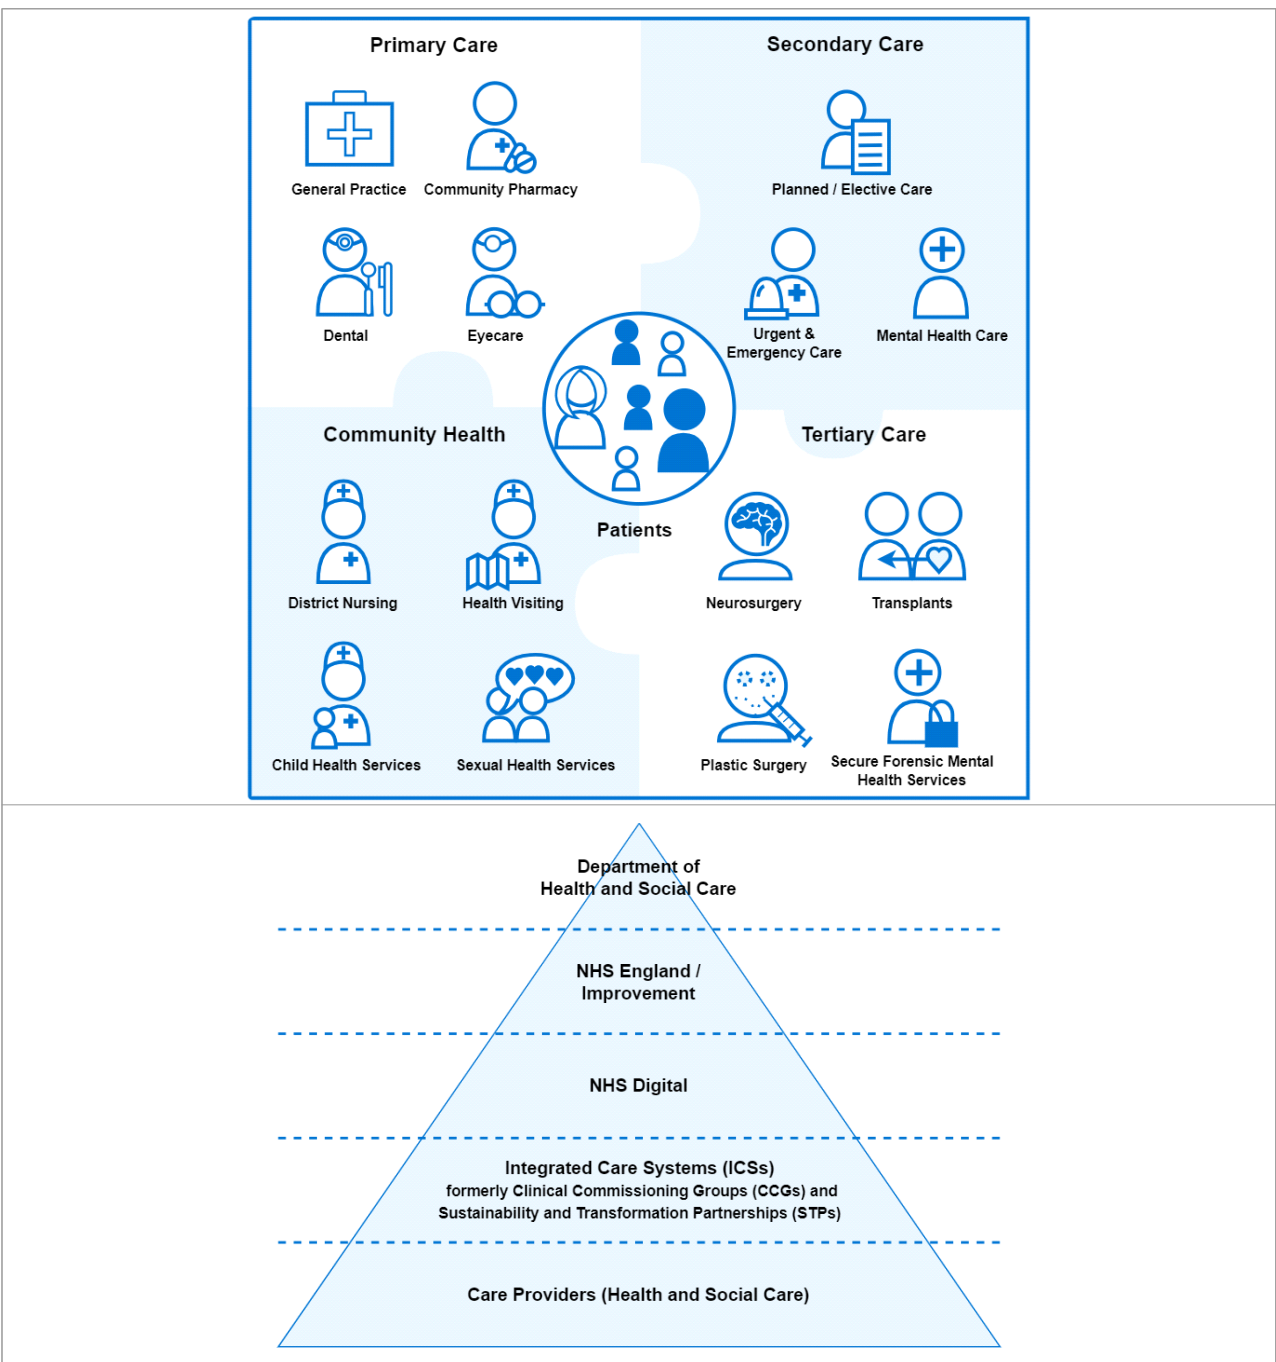 Primary Care
General Practice
Community Pharmacy
Dental
Eyecare
Secondary Care
Planned / Elective Care
Urgent &
Emergency Care
Mental Health Care
Patients
Community Health
District Nursing
Health Visiting
Child Health Services
Sexual Health Services
Tertiary Care
Neurosurgery
Transplants
Plastic Surgery
Secure Forensic Mental
Health Services
Department of
Health and Social Care
NHS England /
Improvement
NHS Digital
Integrated Care Systems (ICSs)
formerly Clinical Commissioning Groups (CCGs) and
Sustainability and Transformation Partnerships (STPs)
Care Providers (Health and Social Care)